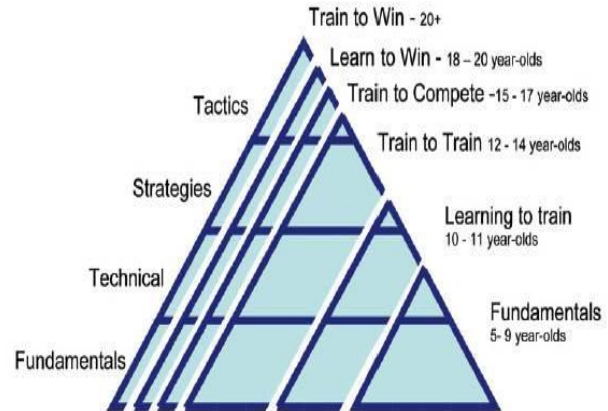 Train to Win - 20+
Learn to Win - 18 – 20 year-olds
Train to Compete -15 - 17 year-olds
Tactics
Train to Train 12 - 14 year-olds
Strategies
Learning to train
10 - 11 year-olds
Technical
Fundamentals
5- 9 year-olds
Fundamentals